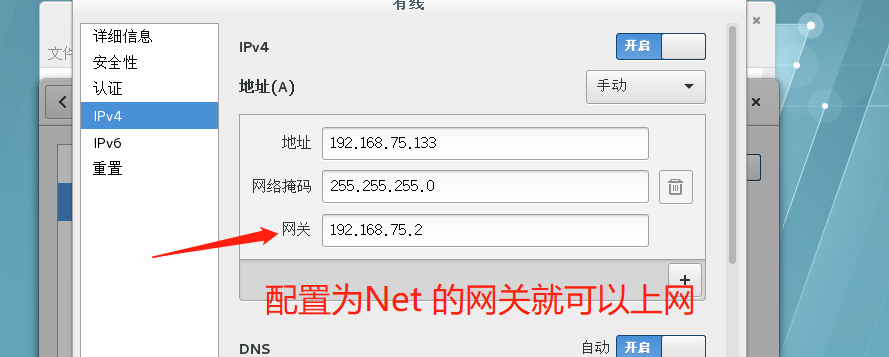 有线
文件
详细信息
安全性
认证
IPv4
IPv6
重置
IPv4
开启
地址(A)
手动
地址
192.168.75.133
网络掩码
255.255.255.0
网关
192.168.75.2
+
配置为Net 的网关就可以上网
DNS
自动
开启